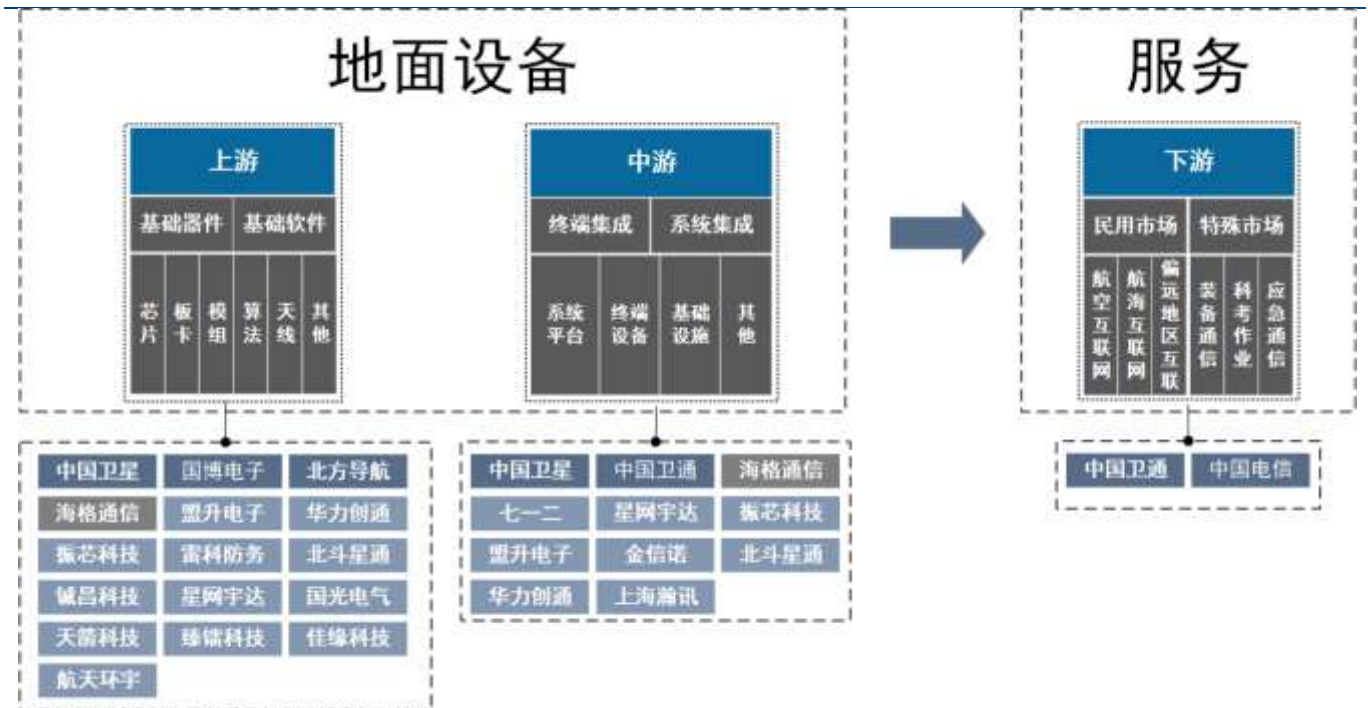 地面设备
服务
上游
基础器件 基础软件
芯片 板卡 模组 算法 天线 其他
中游
终端集成 系统集成
系统平台 终端设备 基础设施 其他
下游
民用市场 特殊市场
航空互联网 航海互联网 偏远地区互联 装备通信 科考作业 应急通信
中国卫星 国博电子 北方导航
海格通信 盟升电子 华力创通
振芯科技 雷科防务 北斗星通
铖昌科技 星网宇达 国光电气
天箭科技 臻镭科技 佳缘科技
航天环宇
中国卫星 中国卫通 海格通信
七一二 星网宇达 振芯科技
盟升电子 金信诺 北斗星通
华力创通 上海瀚讯
中国卫通 中国电信